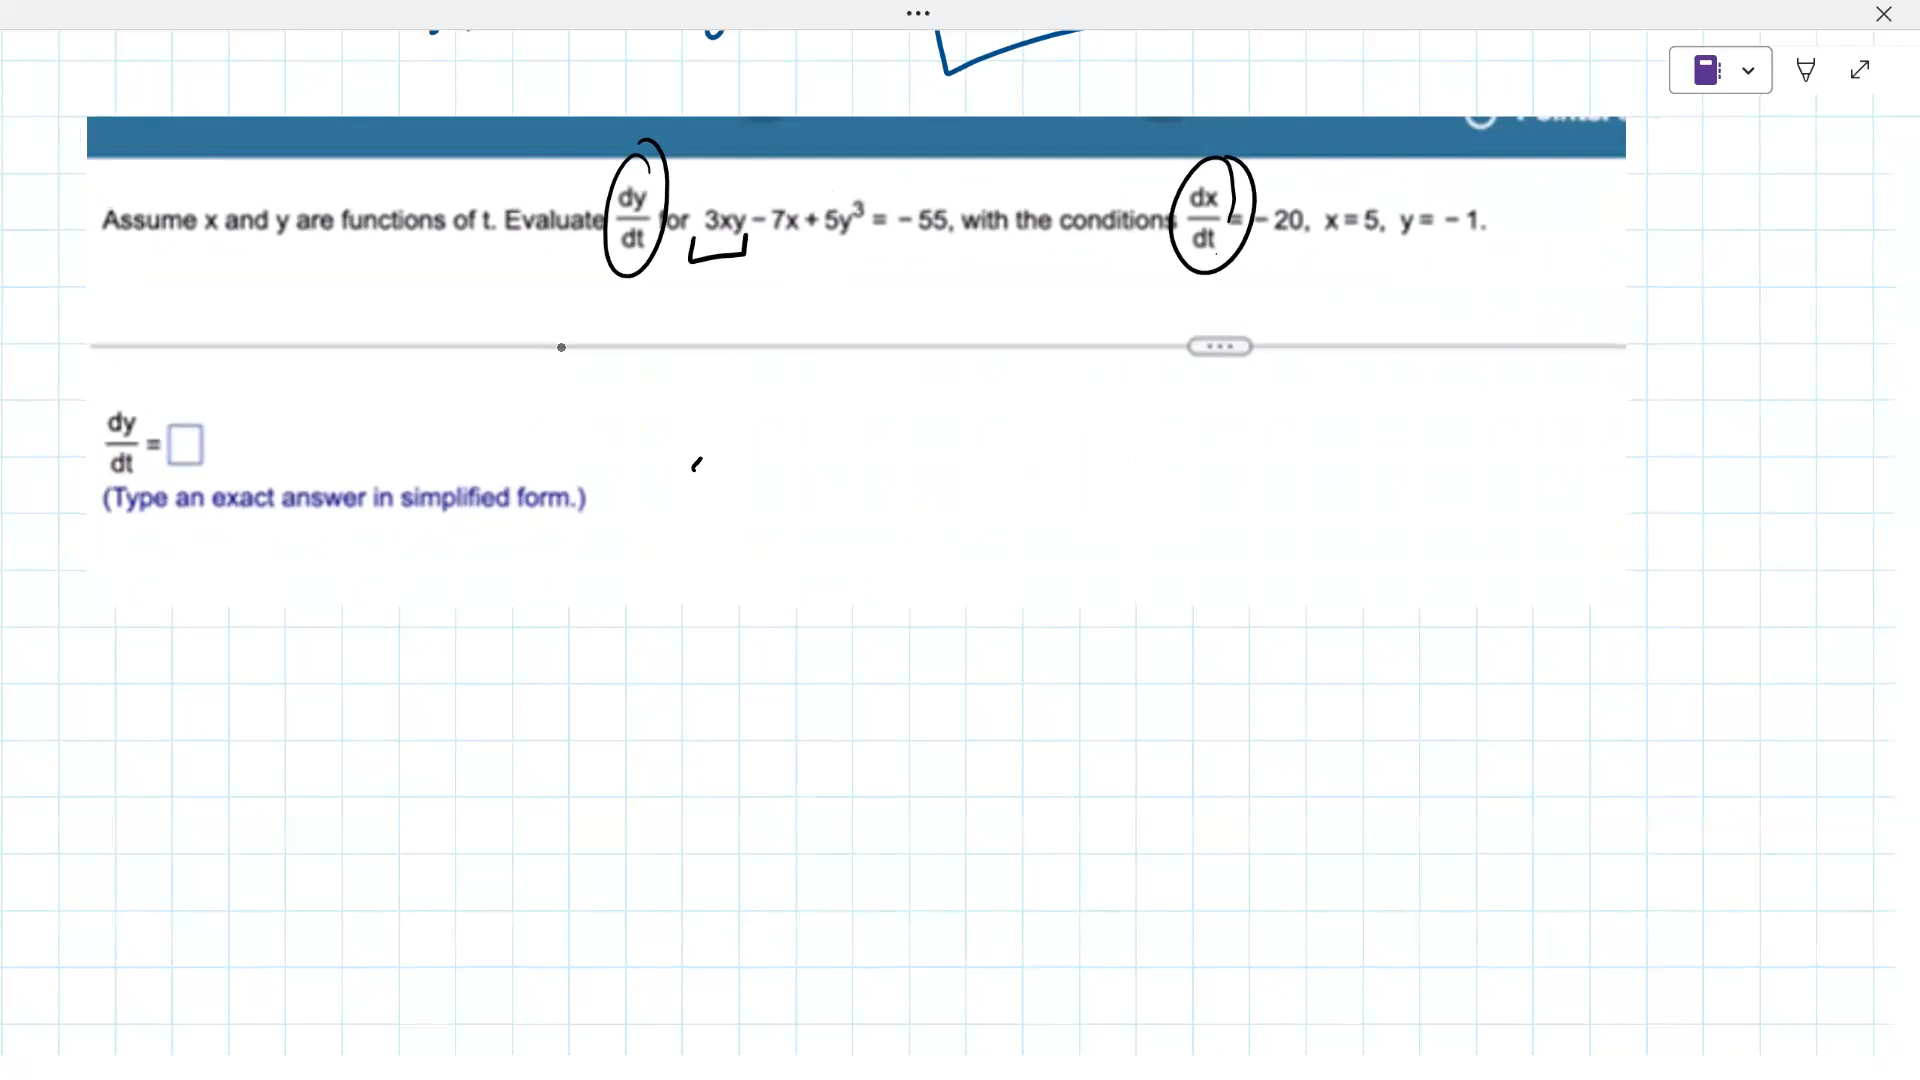 Assume x and y are functions of t. Evaluate dy/dt for 3xy − 7x + 5y³ = − 55, with the conditions dx/dt = − 20, x = 5, y = − 1.
dy/dt =
(Type an exact answer in simplified form.)